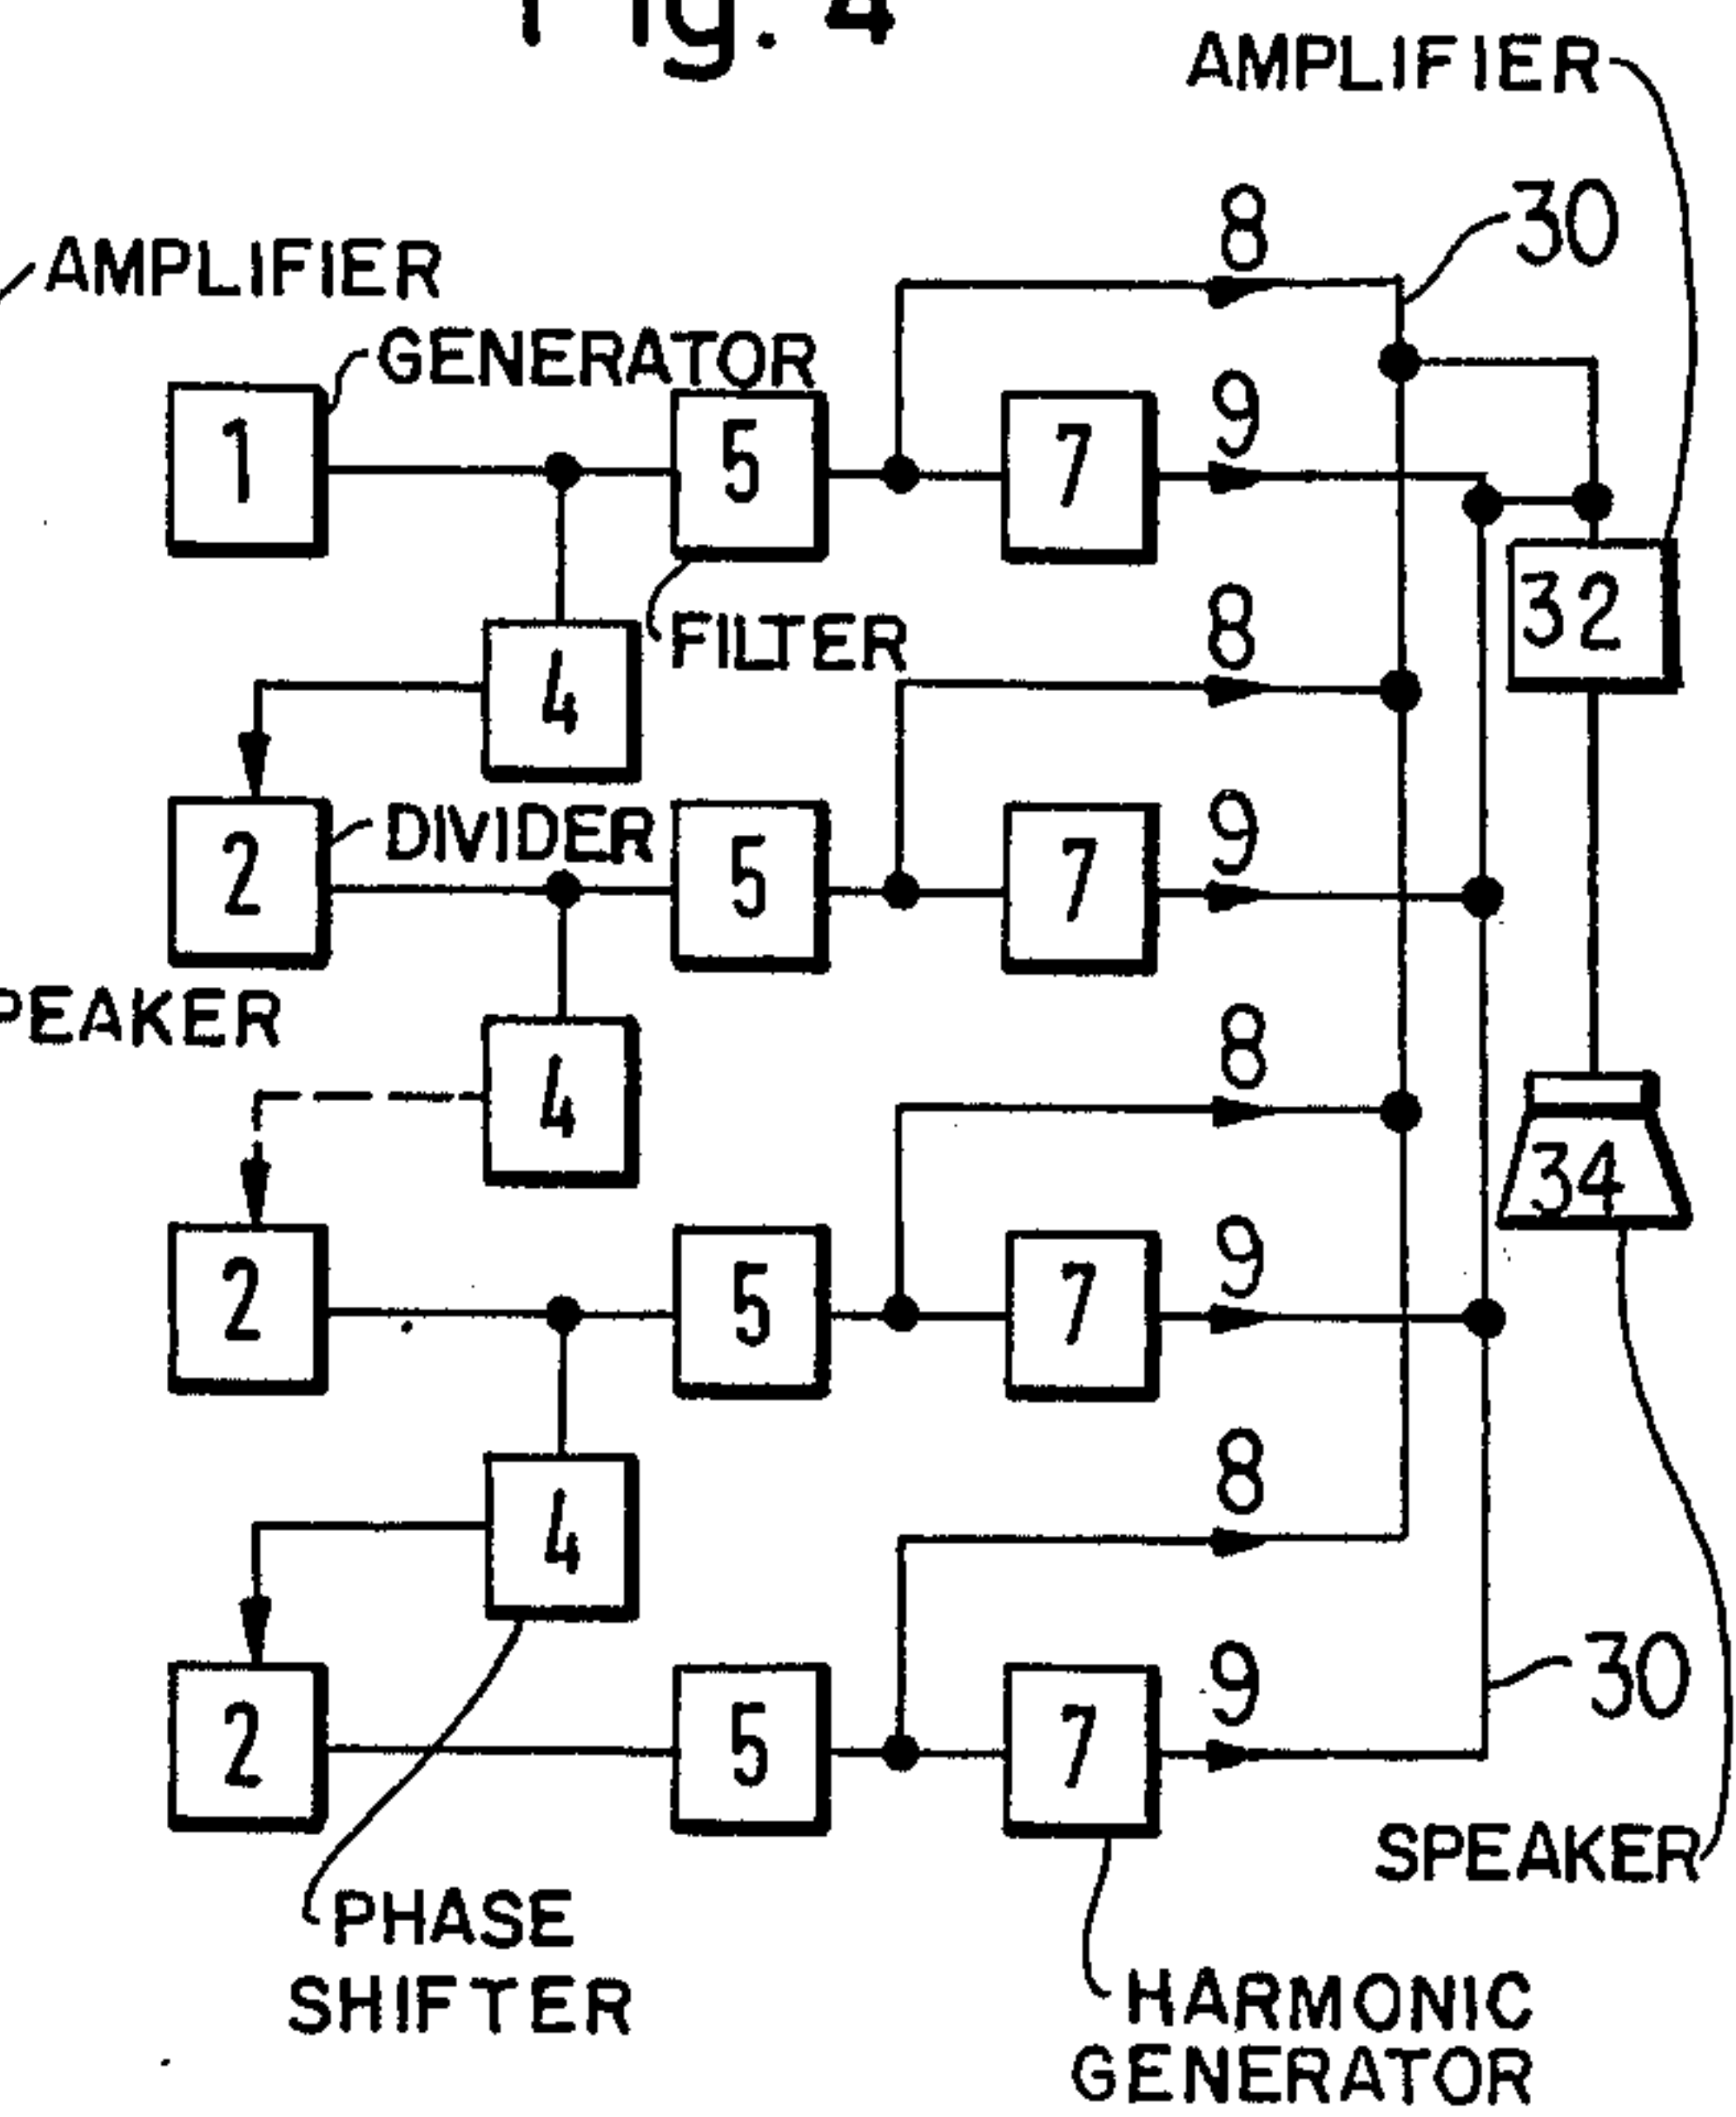 Fig. 4
AMPLIFIER
8
30
AMPLIFIER
GENERATOR
1
5
7
9
32
FILTER
4
8
2
DIVIDER
5
7
9
PEAKER
4
8
34
2
5
7
9
4
8
2
5
7
9
30
SPEAKER
PHASE
SHIFTER
HARMONIC
GENERATOR